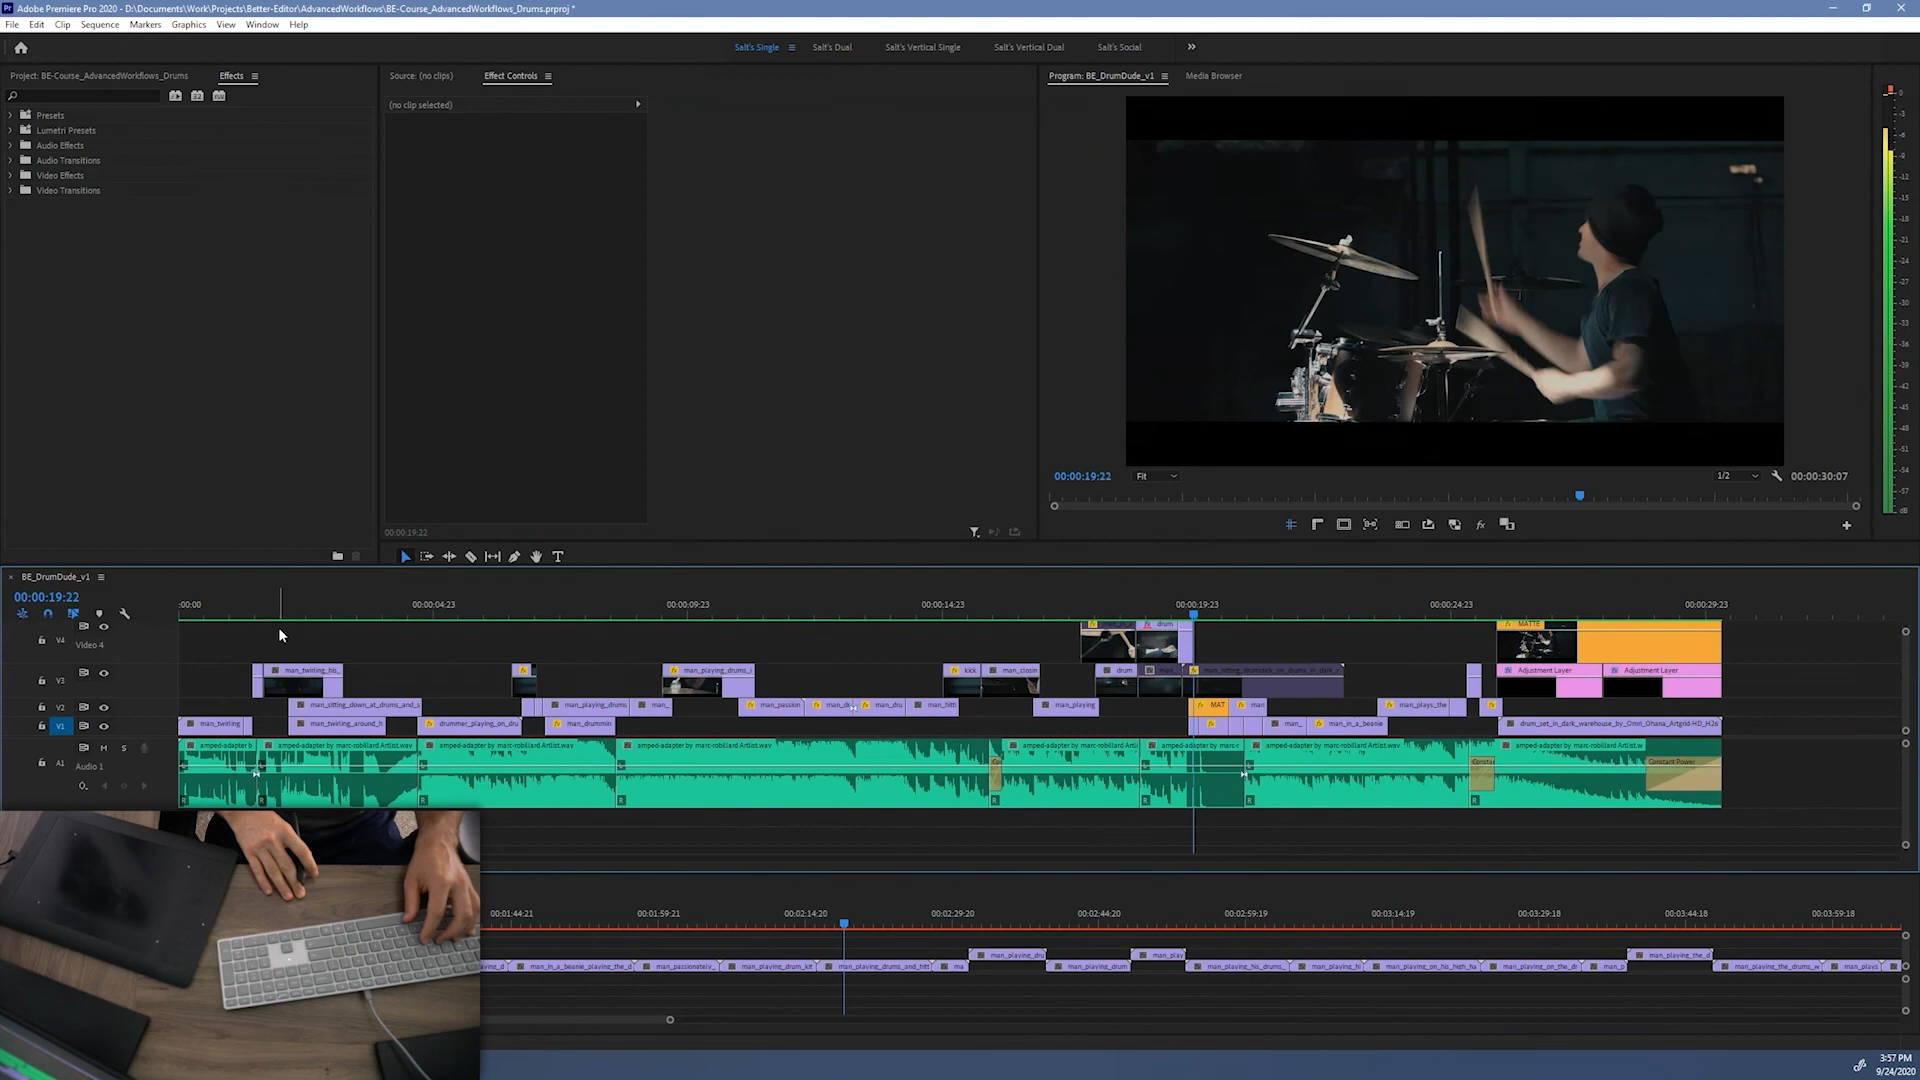 Adobe Premiere Pro 2020 - D:\Documents\Work\Projects\Better-Editor\AdvancedWorkflows\BE-Course_AdvancedWorkflows_Drums.prproj *
File Edit Clip Sequence Markers Graphics View Window Help
Salt's Single Salt's Dual Salt's Vertical Single Salt's Vertical Dual Salt's Social
Project: BE-Course_AdvancedWorkflows_Drums Effects
Source: (no clips) Effect Controls
Program: BE_DrumDude_v1 Media Browser
(no clip selected)
Presets
Lumetri Presets
Audio Effects
Audio Transitions
Video Effects
Video Transitions
00:00:19:22
00:00:19:22 Fit 1/2 00:00:30:07
BE_DrumDude_v1
00:00:19:22
:00:00 00:00:04:23 00:00:09:23 00:00:14:23 00:00:19:23 00:00:24:23 00:00:29:23
V4 Video 4 drum MATTE
V3 man_twirling_his_ man_playing_drums_i kick man_closin drum man_hitting_drumstick_on_drums_in_dark Adjustment Layer Adjustment Layer
V2 man_sitting_down_at_drums_and_s man_playing_drums man_ man_passion man_dru man_dru man_hitti man_playing MAT man man_plays_the
V1 man_twirling man_twirling_around_h drummer_playing_on_dru man_drummin man_ man_in_a_beanie drum_set_in_dark_warehouse_by_Omri_Ohana_Artgrid-HD_H26
M S amped-adapter b amped-adapter by marc-robillard Artlist.wav amped-adapter by marc-robillard Artlist.wav amped-adapter by marc-robillard Artlist.wav amped-adapter by marc-robillard Artli amped-adapter by marc-r amped-adapter by marc-robillard Artlist.wav amped-adapter by marc-robillard Artlist.w
A1 Audio 1 Constant Power
00:01:44:21 00:01:59:21 00:02:14:20 00:02:29:20 00:02:44:20 00:02:59:19 00:03:14:19 00:03:29:18 00:03:44:18 00:03:59:18
man_playing_dru man_play man_playing_the_d
man_in_a_beanie_playing_the_d man_passionately_ man_playing_drum_kit man_playing_drums_and_hitt ma man_playing_drum man_playing_his_drums_ man_playing_hi man_playing_on_his_high_ha man_playing_on_the_dr man_p man_playing_the_drums_w man_plays
3:57 PM
9/24/2020